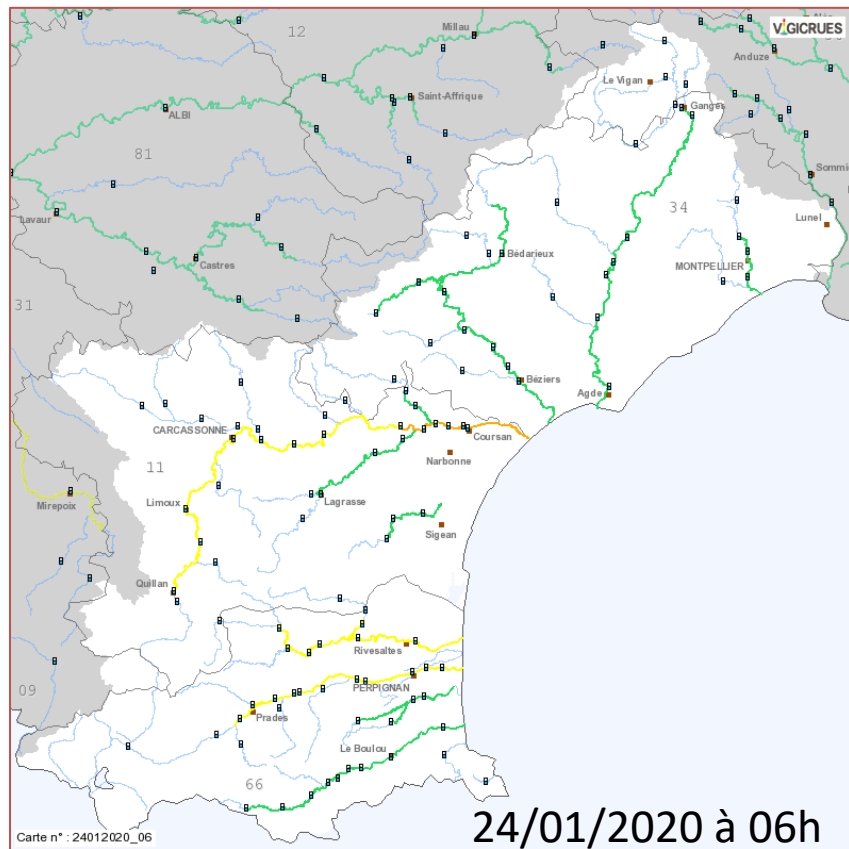 VIGICRUES
12
Millau
Anduze
Le Vigan
Saint-Affrique
Ganges
ALBI
81
Sommi
34
Lavaur
Lunel
Bédarieux
Castres
MONTPELLIER
31
Béziers
Agde
CARCASSONNE
Coursan
Narbonne
11
Mirepoix
Lagrasse
Limoux
Sigean
Quillan
Rivesaltes
09
PERPIGNAN
Prades
Le Boulou
66
Carte n° : 24012020_06
24/01/2020 à 06h